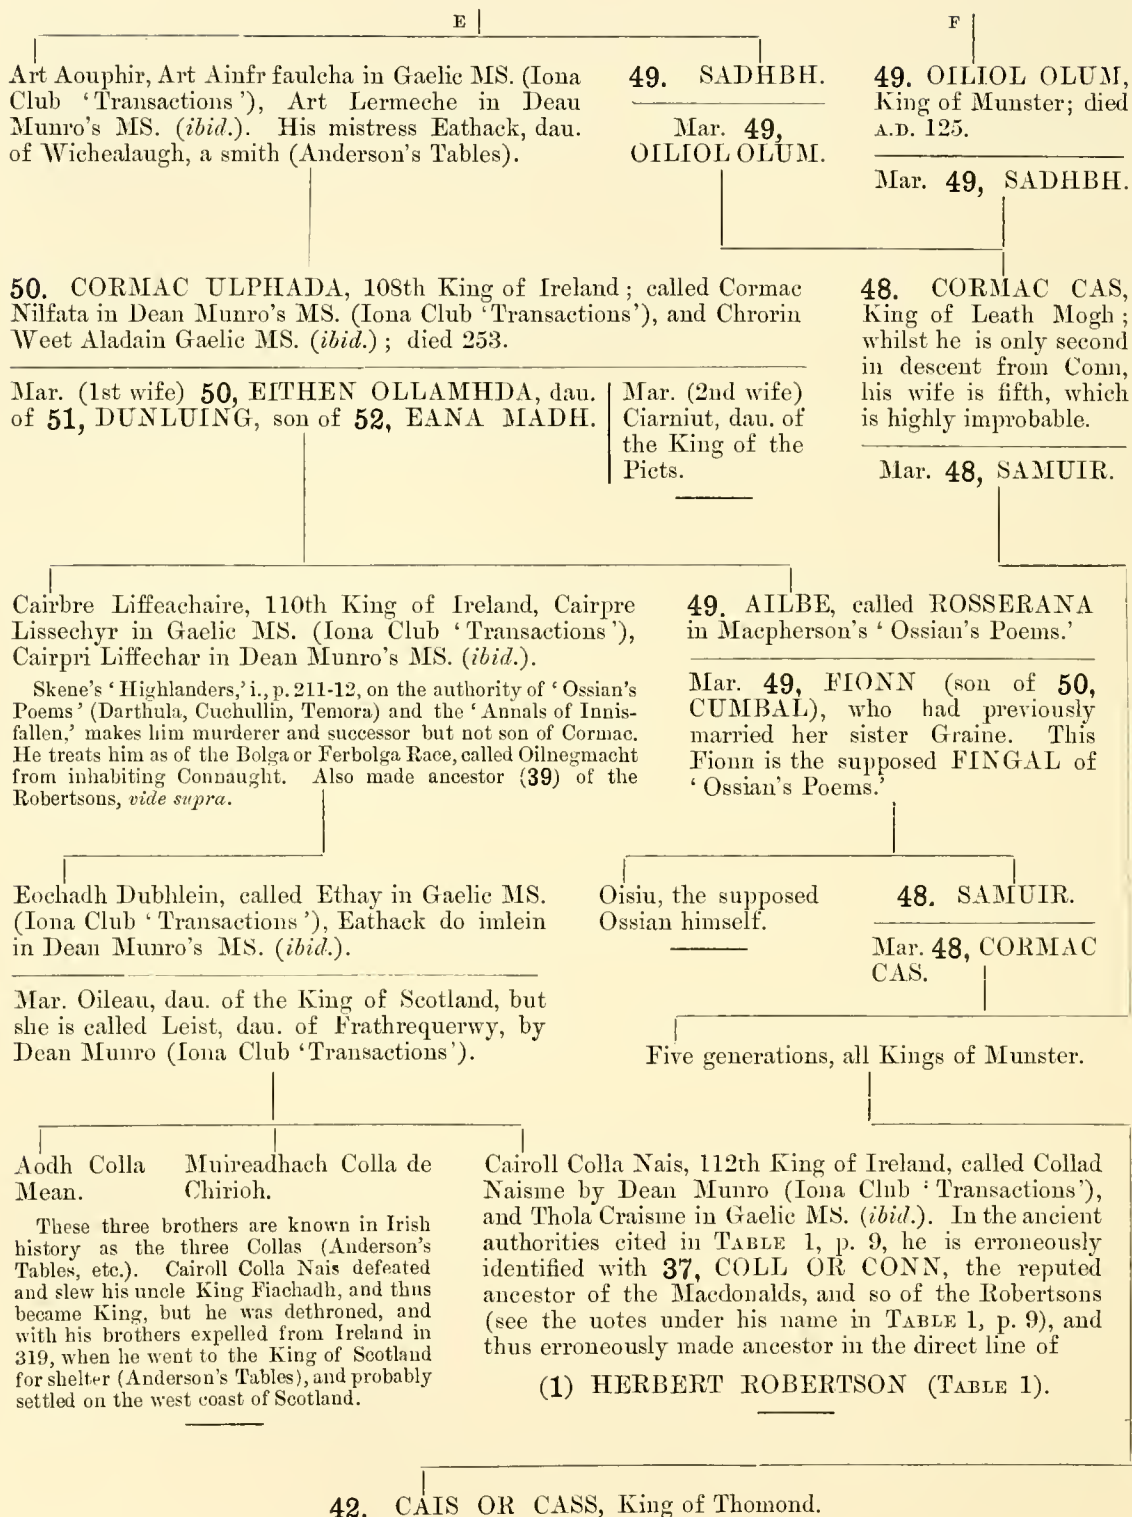 E
F
Art Aouphir, Art Ainfr faulcha in Gaelic MS. (Iona
Club ‘Transactions’), Art Lermeche in Deau
Munro’s MS. (ibid.). His mistress Eathack, dau.
of Wichealaugh, a smith (Anderson’s Tables).
49. SADHBH.
Mar. 49,
OILIOL OLUM.
49. OILIOL OLUM,
King of Munster; died
A.D. 125.
Mar. 49, SADHBH.
50. CORMAC ULPHADA, 108th King of Ireland; called Cormac
Nilfata in Dean Munro’s MS. (Iona Club ‘Transactions’), and Chrorin
Weet Aladain Gaelic MS. (ibid.); died 253.
Mar. (1st wife) 50, EITHEN OLLAMHDA, dau.
of 51, DUNLUING, son of 52, EANA MADH.
Mar. (2nd wife)
Ciarniut, dau. of
the King of the
Picts.
48. CORMAC CAS,
King of Leath Mogh;
whilst he is only second
in descent from Conn,
his wife is fifth, which
is highly improbable.
Mar. 48, SAMUIR.
Cairbre Liffeachaire, 110th King of Ireland, Cairpre
Lissechyr in Gaelic MS. (Iona Club ‘Transactions’),
Cairpri Liffechar in Dean Munro’s MS. (ibid.).
Skene’s ‘Highlanders,’ i., p. 211-12, on the authority of ‘Ossian’s
Poems’ (Darthula, Cuchullin, Temora) and the ‘Annals of Innis-
fallen,’ makes him murderer and successor but not son of Cormac.
He treats him as of the Bolga or Ferbolga Race, called Oilnegmacht
from inhabiting Connaught. Also made ancestor (39) of the
Robertsons, vide supra.
49. AILBE, called ROSSERANA
in Macpherson’s ‘Ossian’s Poems.’
Mar. 49, FIONN (son of 50,
CUMBAL), who had previously
married her sister Graine. This
Fionn is the supposed FINGAL of
‘Ossian’s Poems.’
Eochadh Dubhlein, called Ethay in Gaelic MS.
(Iona Club ‘Transactions’), Eathack do imlein
in Dean Munro’s MS. (ibid.).
Mar. Oileau, dau. of the King of Scotland, but
she is called Leist, dau. of Frathrequerwy, by
Dean Munro (Iona Club ‘Transactions’).
Oisiu, the supposed
Ossian himself.
48. SAMUIR.
Mar. 48, CORMAC
CAS.
Five generations, all Kings of Munster.
Aodh Colla
Mean.
Muireadhach Colla de
Chirioh.
These three brothers are known in Irish
history as the three Collas (Anderson’s
Tables, etc.). Cairoll Colla Nais defeated
and slew his uncle King Fiachadh, and thus
became King, but he was dethroned, and
with his brothers expelled from Ireland in
319, when he went to the King of Scotland
for shelter (Anderson’s Tables), and probably
settled on the west coast of Scotland.
Cairoll Colla Nais, 112th King of Ireland, called Collad
Naisme by Dean Munro (Iona Club ‘Transactions’),
and Thola Craisme in Gaelic MS. (ibid.). In the ancient
authorities cited in TABLE 1, p. 9, he is erroneously
identified with 37, COLL OR CONN, the reputed
ancestor of the Macdonalds, and so of the Robertsons
(see the notes under his name in TABLE 1, p. 9), and
thus erroneously made ancestor in the direct line of
(1) HERBERT ROBERTSON (TABLE 1).
42. CAIS OR CASS, King of Thomond.